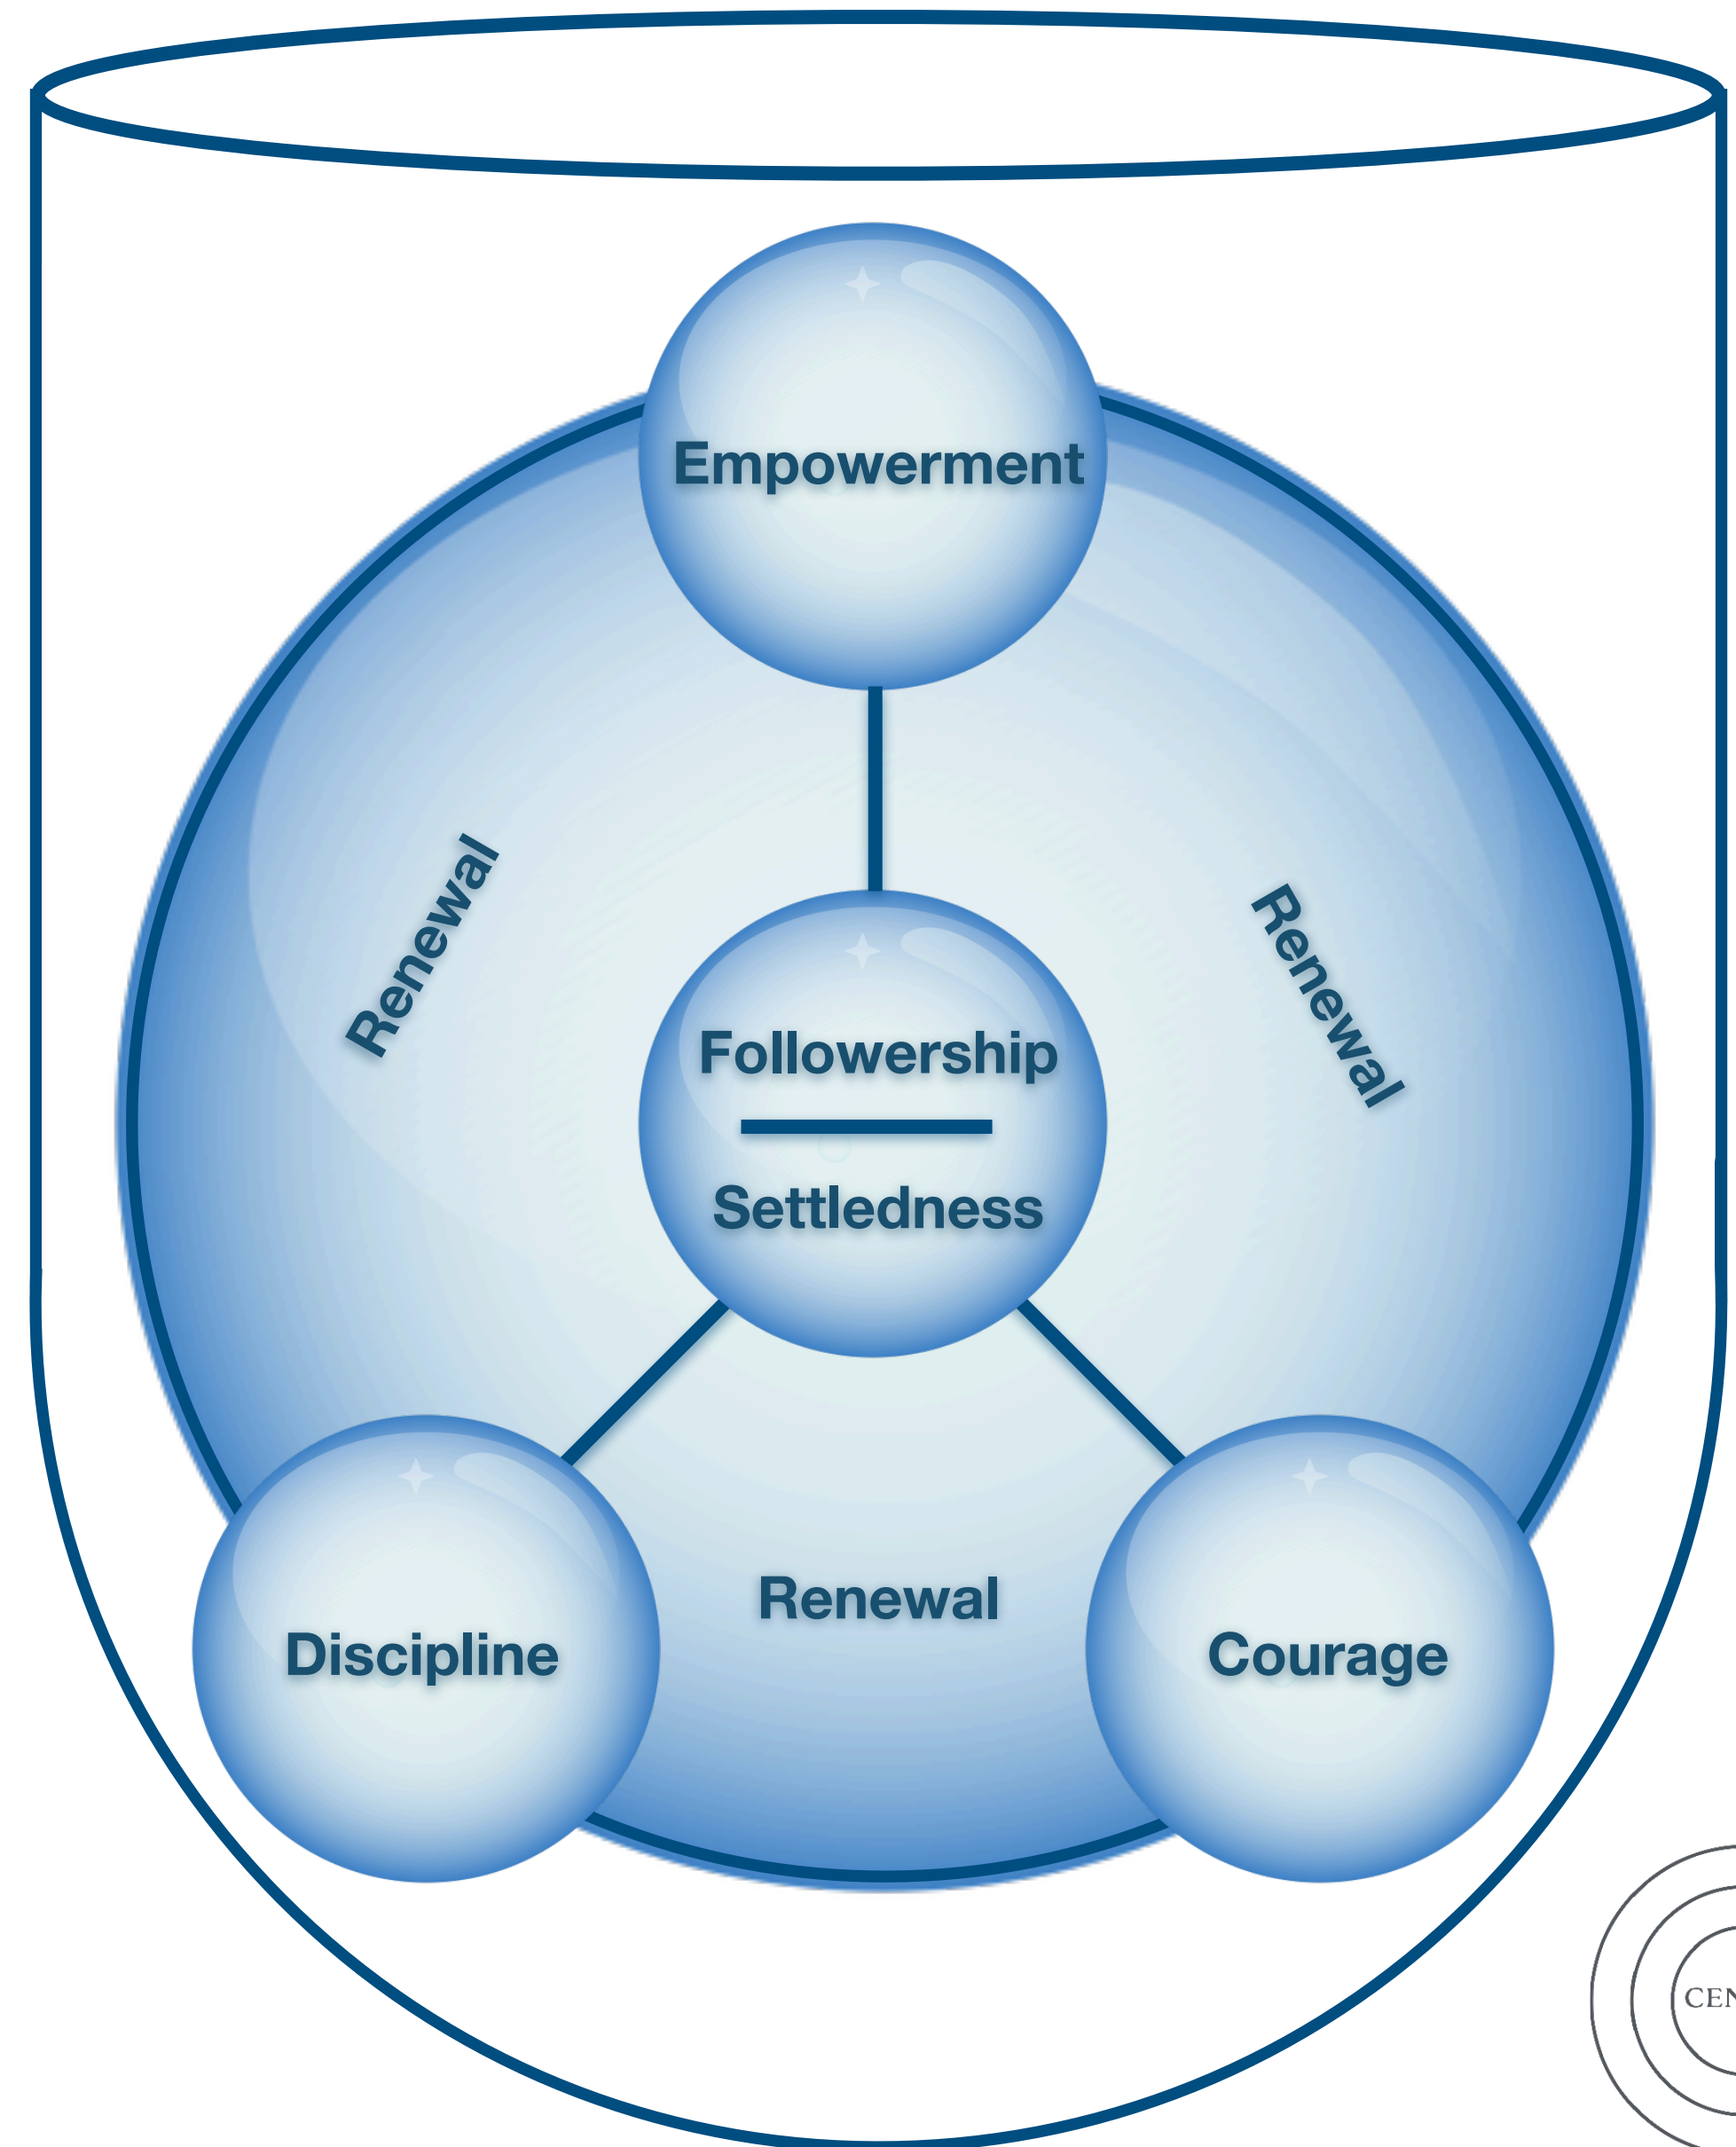 Empowerment
Renewal
Renewal
Followership
Settledness
Renewal
Discipline
Courage